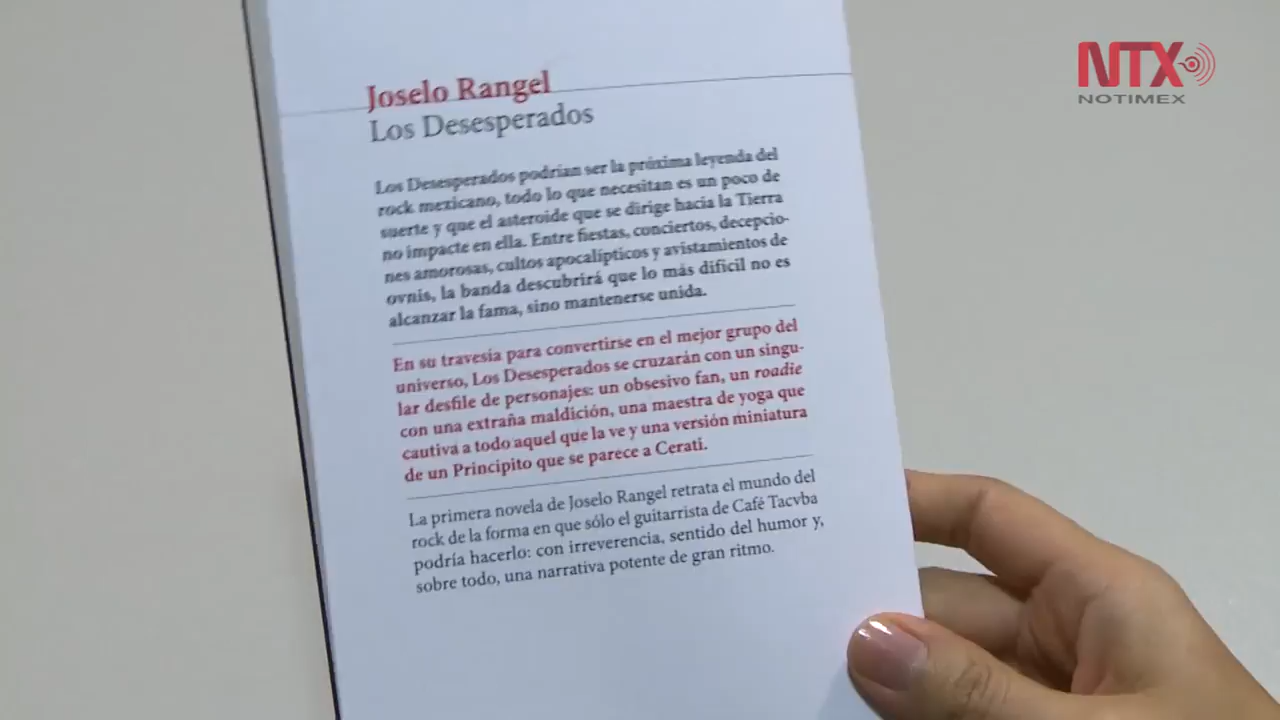 NTX
NOTIMEX
Joselo Rangel
Los Desesperados
Los Desesperados podrían ser la próxima leyenda del
rock mexicano, todo lo que necesitan es un poco de
suerte y que el asteroide que se dirige hacia la Tierra
no impacte en ella. Entre fiestas, conciertos, decepcio-
nes amorosas, cultos apocalípticos y avistamientos de
ovnis, la banda descubrirá que lo más difícil no es
alcanzar la fama, sino mantenerse unida.
En su travesía para convertirse en el mejor grupo del
universo, Los Desesperados se cruzarán con un singu-
lar desfile de personajes: un obsesivo fan, un roadie
con una extraña maldición, una maestra de yoga que
cautiva a todo aquel que la ve y una versión miniatura
de un Principito que se parece a Cerati.
La primera novela de Joselo Rangel retrata el mundo del
rock de la forma en que sólo el guitarrista de Café Tacvba
podría hacerlo: con irreverencia, sentido del humor y,
sobre todo, una narrativa potente de gran ritmo.